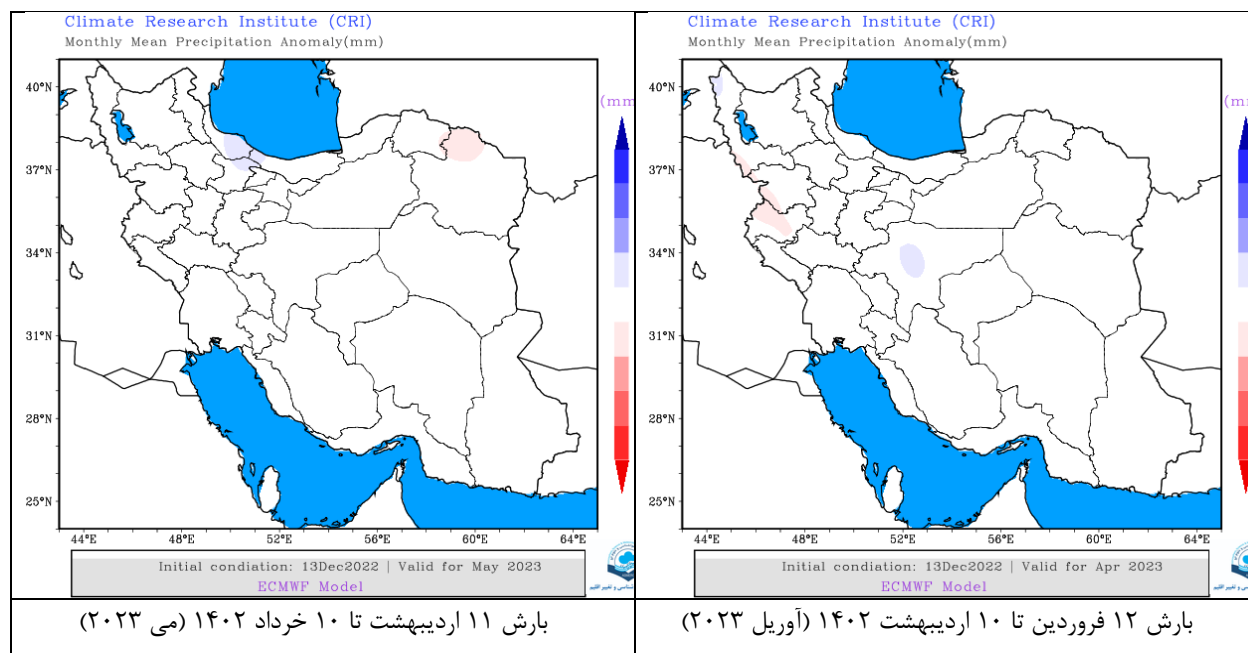 Climate Research Institute (CRI)
Monthly Mean Precipitation Anomaly(mm)
(mm
40°N
37°N
34°N
31°N
28°N
25°N
44°E 48°E 52°E 56°E 60°E 64°E
Initial condiation: 13Dec2022 | Valid for May 2023
ECMWF Model
بارش ۱۱ اردیبهشت تا ۱۰ خرداد ۱۴۰۲ (می ۲۰۲۳)
Climate Research Institute (CRI)
Monthly Mean Precipitation Anomaly(mm)
(mm
40°N
37°N
34°N
31°N
28°N
25°N
44°E 48°E 52°E 56°E 60°E 64°E
Initial condiation: 13Dec2022 | Valid for Apr 2023
ECMWF Model
بارش ۱۲ فروردین تا ۱۰ اردیبهشت ۱۴۰۲ (آوریل ۲۰۲۳)